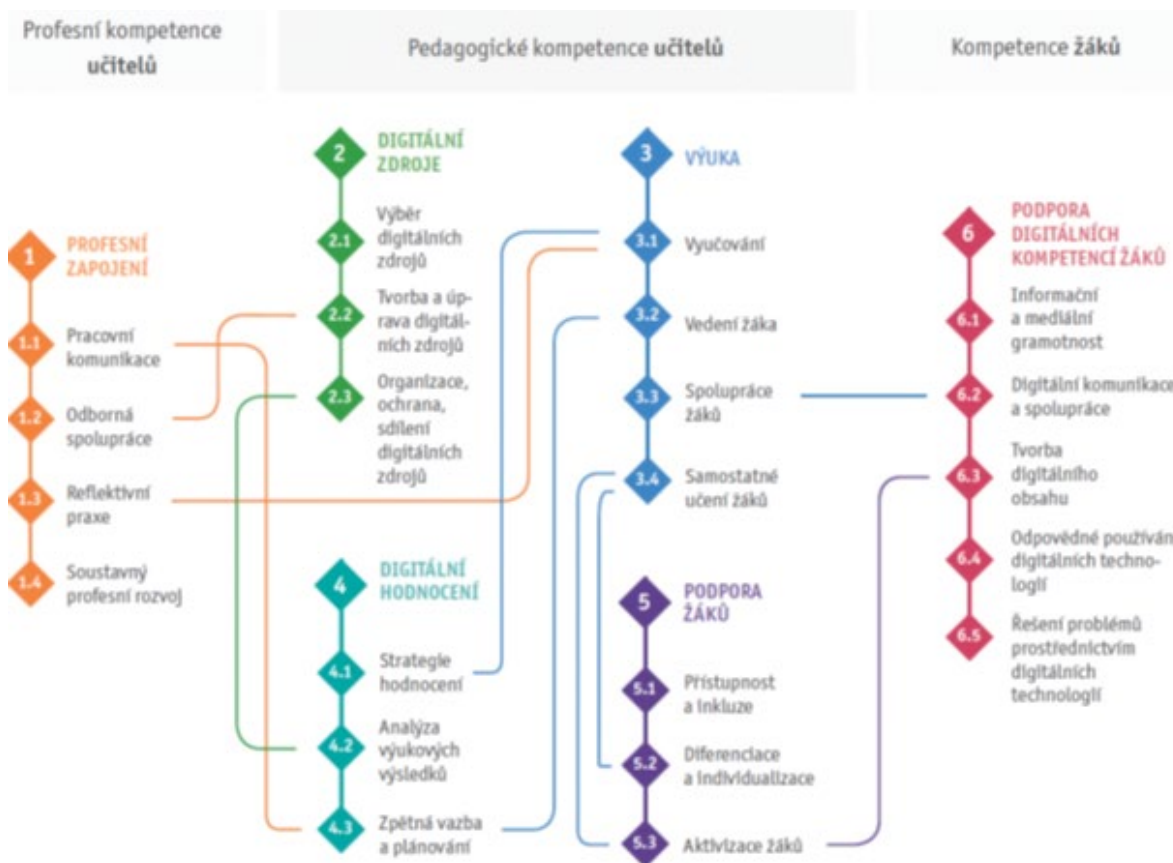 Profesní kompetence
učitelů
Pedagogické kompetence učitelů
Kompetence žáků
1
PROFESNÍ
ZAPOJENÍ
1.1
Pracovní
komunikace
1.2
Odborná
spolupráce
1.3
Reflektivní
praxe
1.4
Soustavný
profesní rozvoj
2
DIGITÁLNÍ
ZDROJE
2.1
Výběr
digitálních
zdrojů
2.2
Tvorba a úp-
rava digitál-
ních zdrojů
2.3
Organizace,
ochrana,
sdílení
digitálních
zdrojů
3
VÝUKA
3.1
Vyučování
3.2
Vedení žáka
3.3
Spolupráce
žáků
3.4
Samostatné
učení žáků
4
DIGITÁLNÍ
HODNOCENÍ
4.1
Strategie
hodnocení
4.2
Analýza
výukových
výsledků
4.3
Zpětná vazba
a plánování
5
PODPORA
ŽÁKŮ
5.1
Přístupnost
a inkluze
5.2
Diferenciace
a individualizace
5.3
Aktivizace žáků
6
PODPORA
DIGITÁLNÍCH
KOMPETENCÍ ŽÁKŮ
6.1
Informační
a mediální
gramotnost
6.2
Digitální komunikace
a spolupráce
6.3
Tvorba
digitálního
obsahu
6.4
Odpovědné používán
digitálních techno-
logií
6.5
Řešení problémů
prostřednictvím
digitálních
technologií